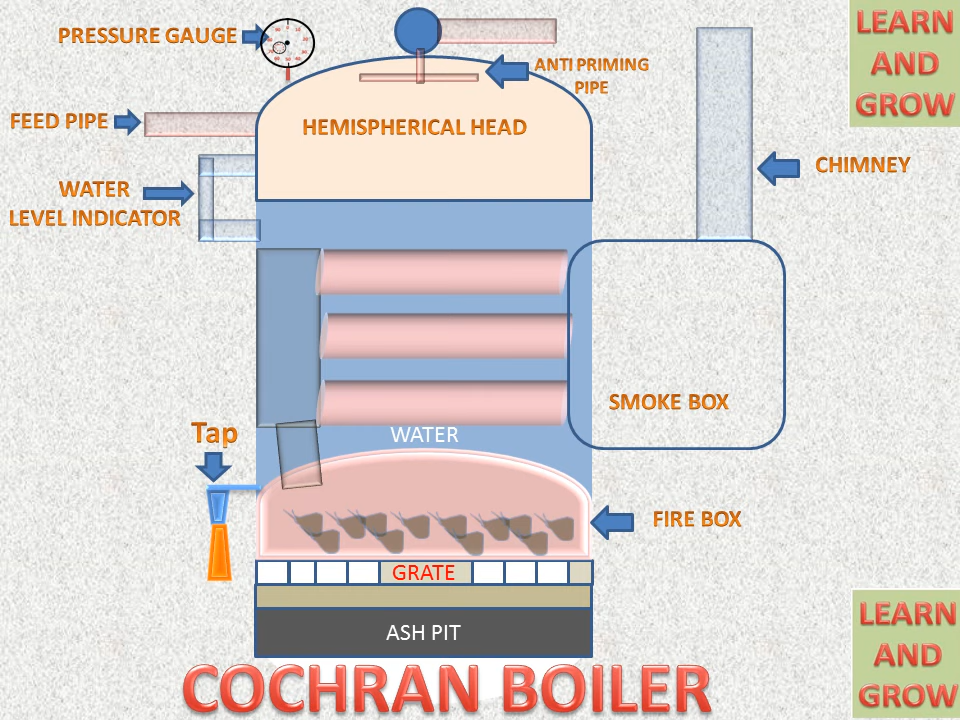 LEARN
AND
GROW
PRESSURE GAUGE
ANTI PRIMING
PIPE
FEED PIPE
HEMISPHERICAL HEAD
CHIMNEY
WATER
LEVEL INDICATOR
SMOKE BOX
Tap
WATER
FIRE BOX
GRATE
ASH PIT
LEARN
AND
GROW
COCHRAN BOILER